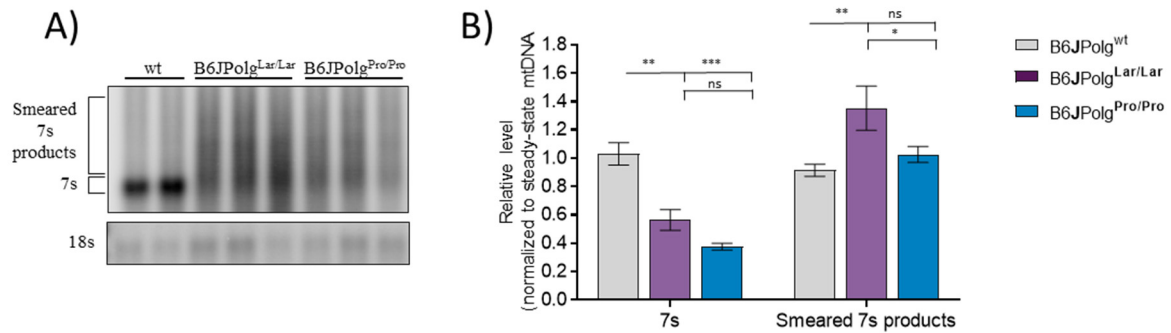 A)
wt B6JPolgLar/Lar B6JPolgPro/Pro
Smeared
7s
products
7s
18s
B)
Relative level
(normalized to steady-state mtDNA
1.8
1.6
1.4
1.2
1.0
0.8
0.6
0.4
0.2
0.0
** ***
ns
** ns
*
7s Smeared 7s products
B6JPolgwt
B6JPolgLar/Lar
B6JPolgPro/Pro